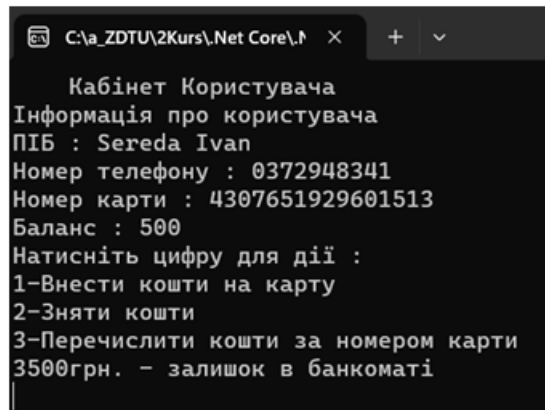 C:\a_ZDTU\2Kurs\.Net Core\.N
Кабінет Користувача
Інформація про користувача
ПІБ : Sereda Ivan
Номер телефону : 0372948341
Номер карти : 4307651929601513
Баланс : 500
Натисніть цифру для дії :
1-Внести кошти на карту
2-Зняти кошти
3-Перечислити кошти за номером карти
3500грн. - залишок в банкоматі